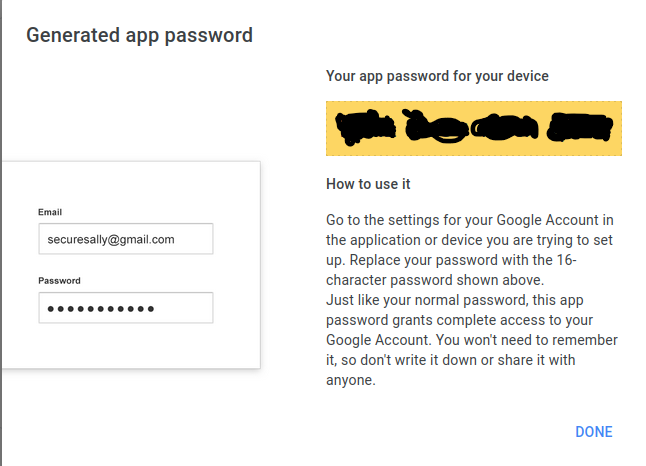 Generated app password
Your app password for your device
How to use it
Email
securesally@gmail.com
Password
Go to the settings for your Google Account in
the application or device you are trying to set
up. Replace your password with the 16-
character password shown above.
Just like your normal password, this app
password grants complete access to your
Google Account. You won't need to remember
it, so don't write it down or share it with
anyone.
DONE